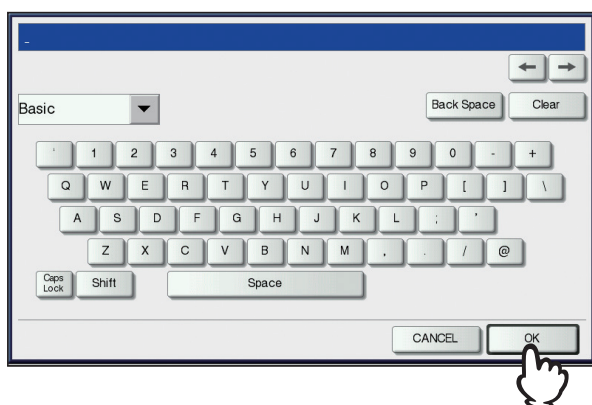 _
Basic
Back Space Clear
` 1 2 3 4 5 6 7 8 9 0 - +
Q W E R T Y U I O P [ ] \
A S D F G H J K L ; '
Z X C V B N M , . / @
Caps Lock Shift Space
CANCEL OK